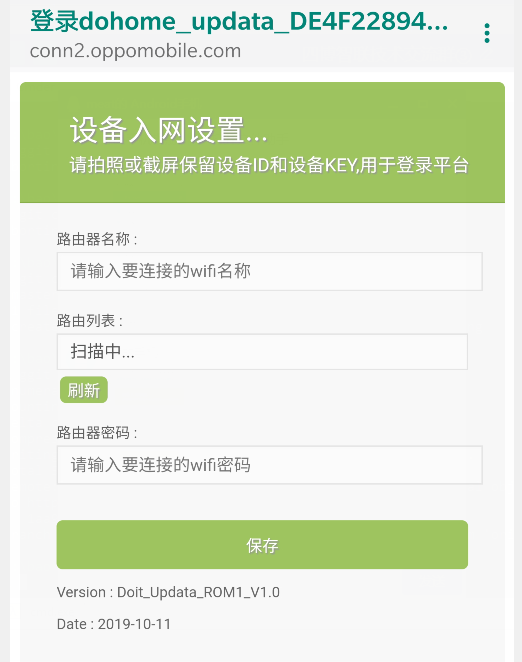 登录dohome_updata_DE4F22894...
conn2.oppomobile.com
设备入网设置...
请拍照或截屏保留设备ID和设备KEY,用于登录平台
路由器名称 :
请输入要连接的wifi名称
路由列表 :
扫描中...
刷新
路由器密码 :
请输入要连接的wifi密码
保存
Version : Doit_Updata_ROM1_V1.0
Date : 2019-10-11